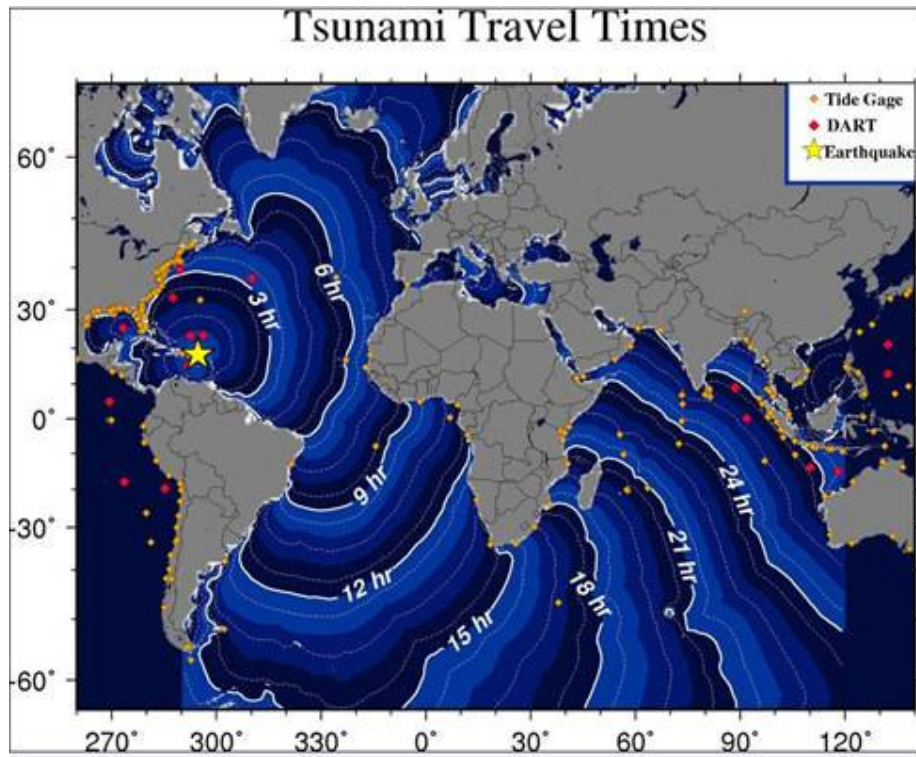 Tsunami Travel Times
Tide Gage
DART
Earthquake
60°
30°
0°
-30°
-60°
3 hr
6 hr
9 hr
12 hr
15 hr
18 hr
21 hr
24 hr
270° 300° 330° 0° 30° 60° 90° 120°